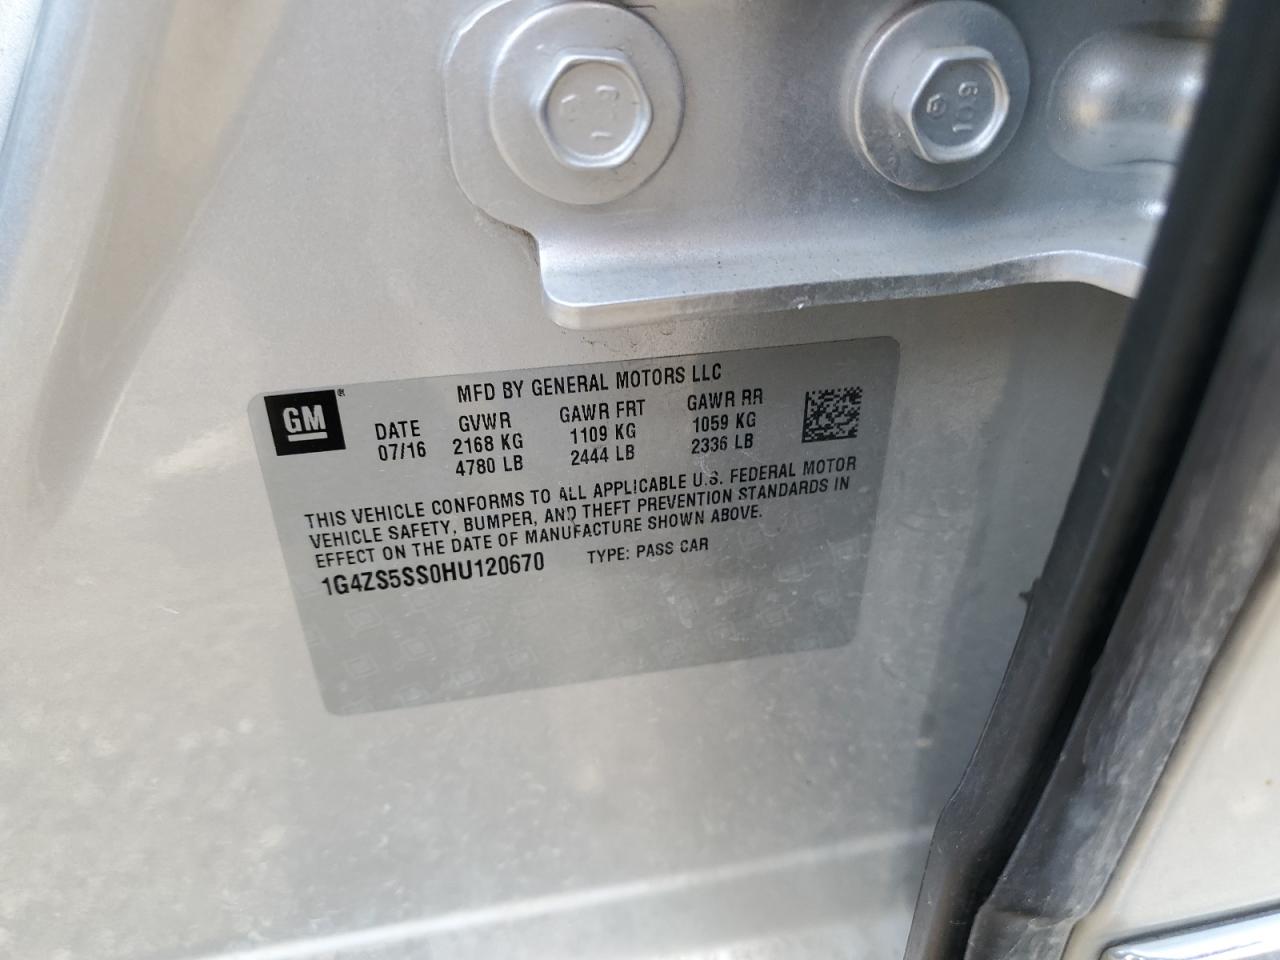 MFD BY GENERAL MOTORS LLC
GM®
DATE GVWR GAWR FRT GAWR RR
07/16 2168 KG 1109 KG 1059 KG
4780 LB 2444 LB 2336 LB
THIS VEHICLE CONFORMS TO ALL APPLICABLE U.S. FEDERAL MOTOR
VEHICLE SAFETY, BUMPER, AND THEFT PREVENTION STANDARDS IN
EFFECT ON THE DATE OF MANUFACTURE SHOWN ABOVE.
1G4ZS5SS0HU120670 TYPE: PASS CAR